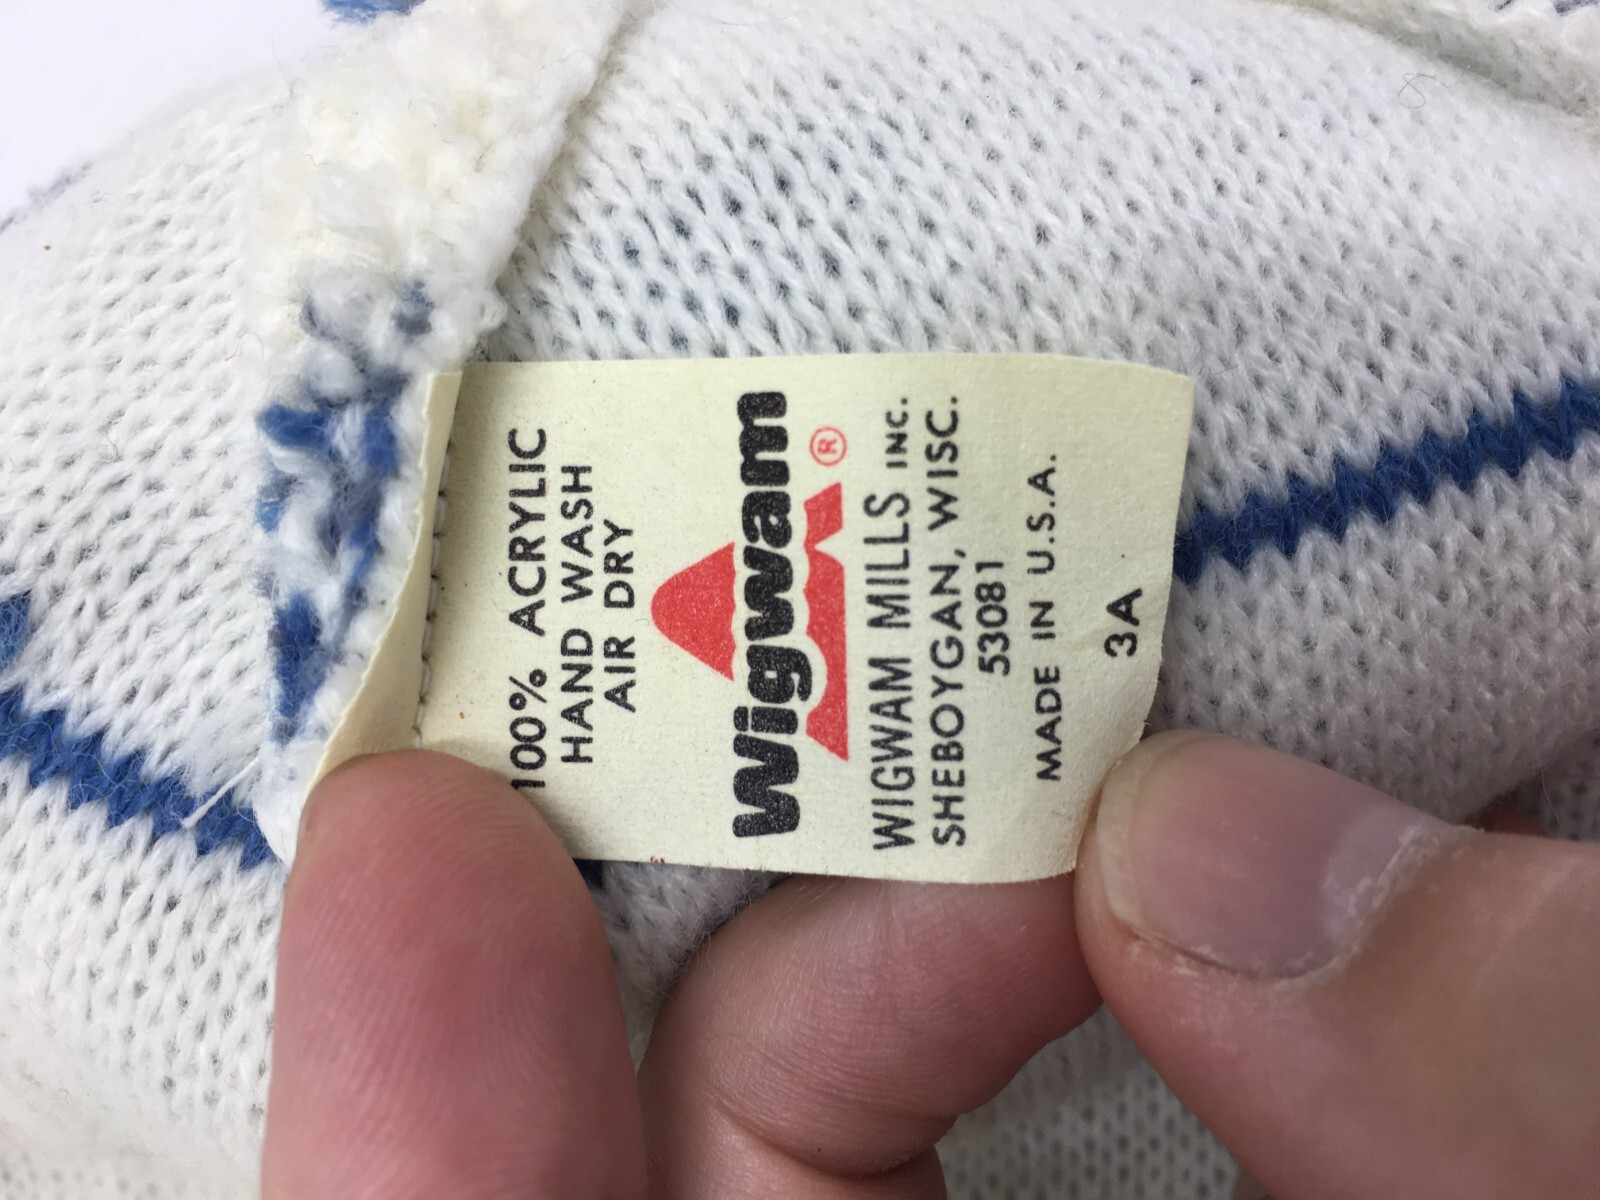 100% ACRYLIC
HAND WASH
AIR DRY
wigwam ®
WIGWAM MILLS INC.
SHEBOYGAN, WISC.
53081
MADE IN U.S.A.
3A